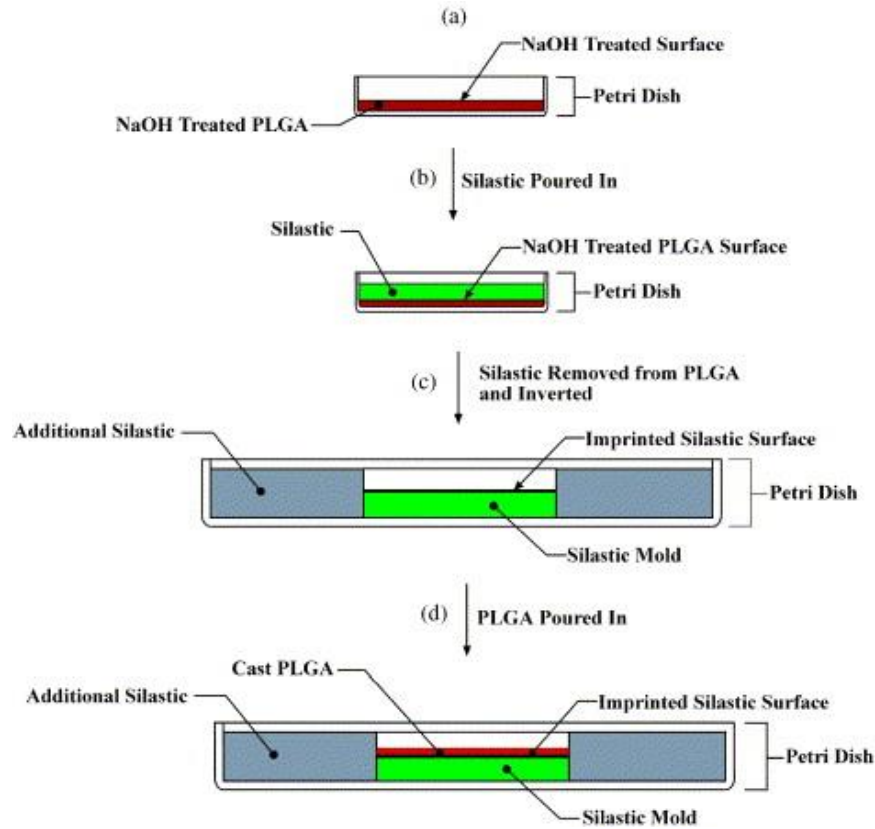 (a)
NaOH Treated Surface
Petri Dish
NaOH Treated PLGA
(b)
Silastic Poured In
Silastic
NaOH Treated PLGA Surface
Petri Dish
(c)
Silastic Removed from PLGA
and Inverted
Additional Silastic
Imprinted Silastic Surface
Petri Dish
Silastic Mold
(d)
PLGA Poured In
Cast PLGA
Additional Silastic
Imprinted Silastic Surface
Petri Dish
Silastic Mold